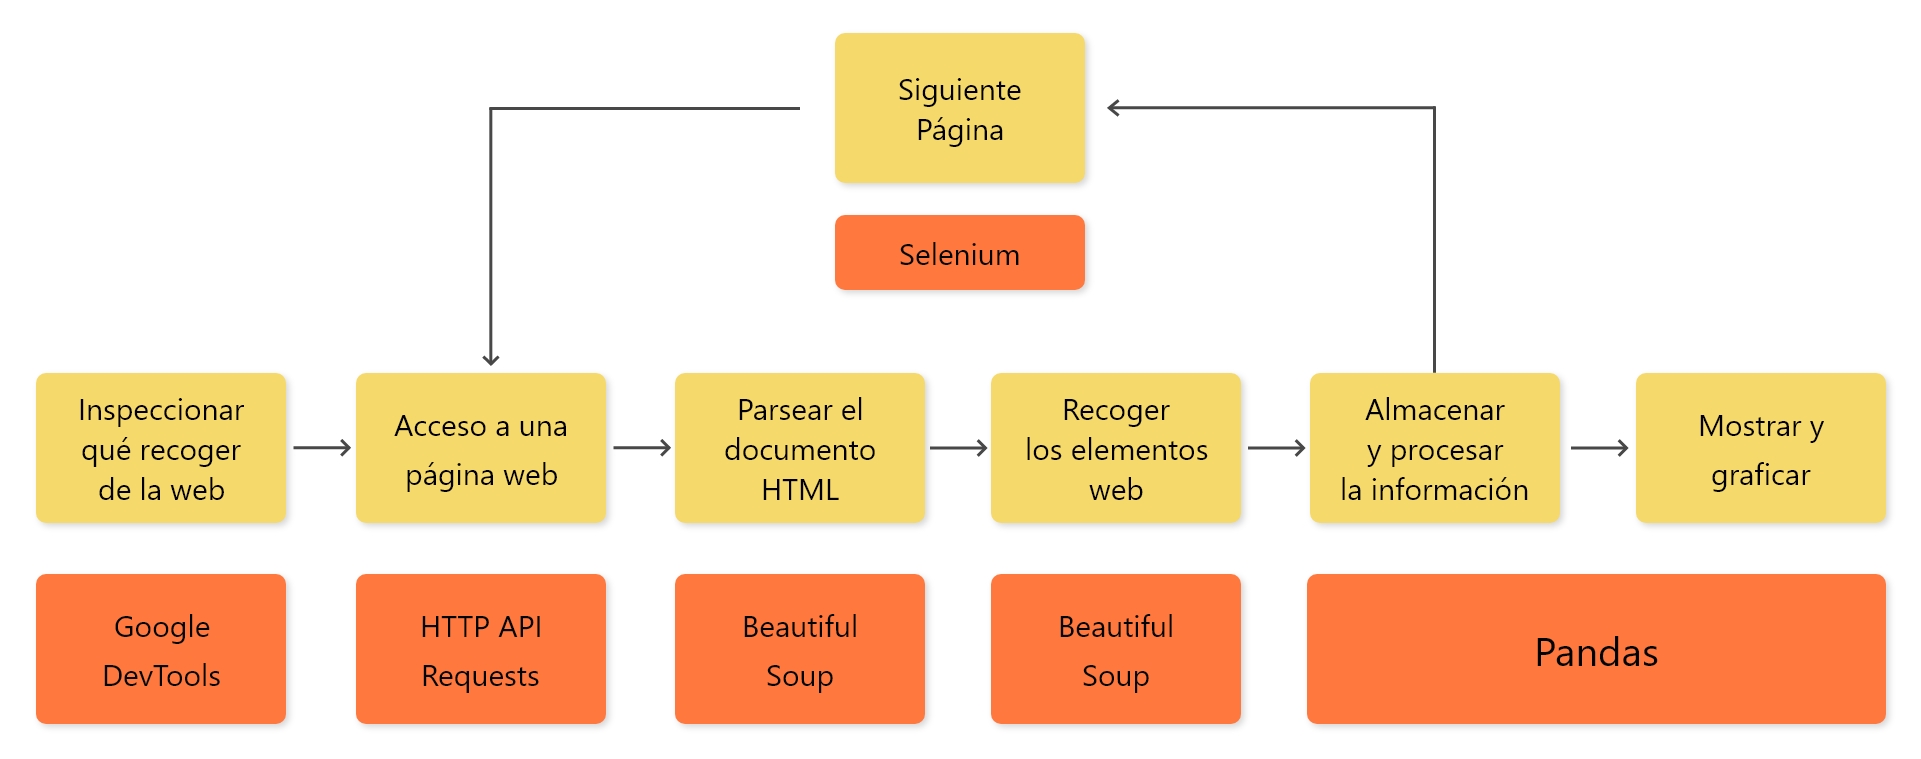 Siguiente
Página
Selenium
Inspeccionar
qué recoger
de la web
Acceso a una
página web
Parsear el
documento
HTML
Recoger
los elementos
web
Almacenar
y procesar
la información
Mostrar y
graficar
Google
DevTools
HTTP API
Requests
Beautiful
Soup
Beautiful
Soup
Pandas